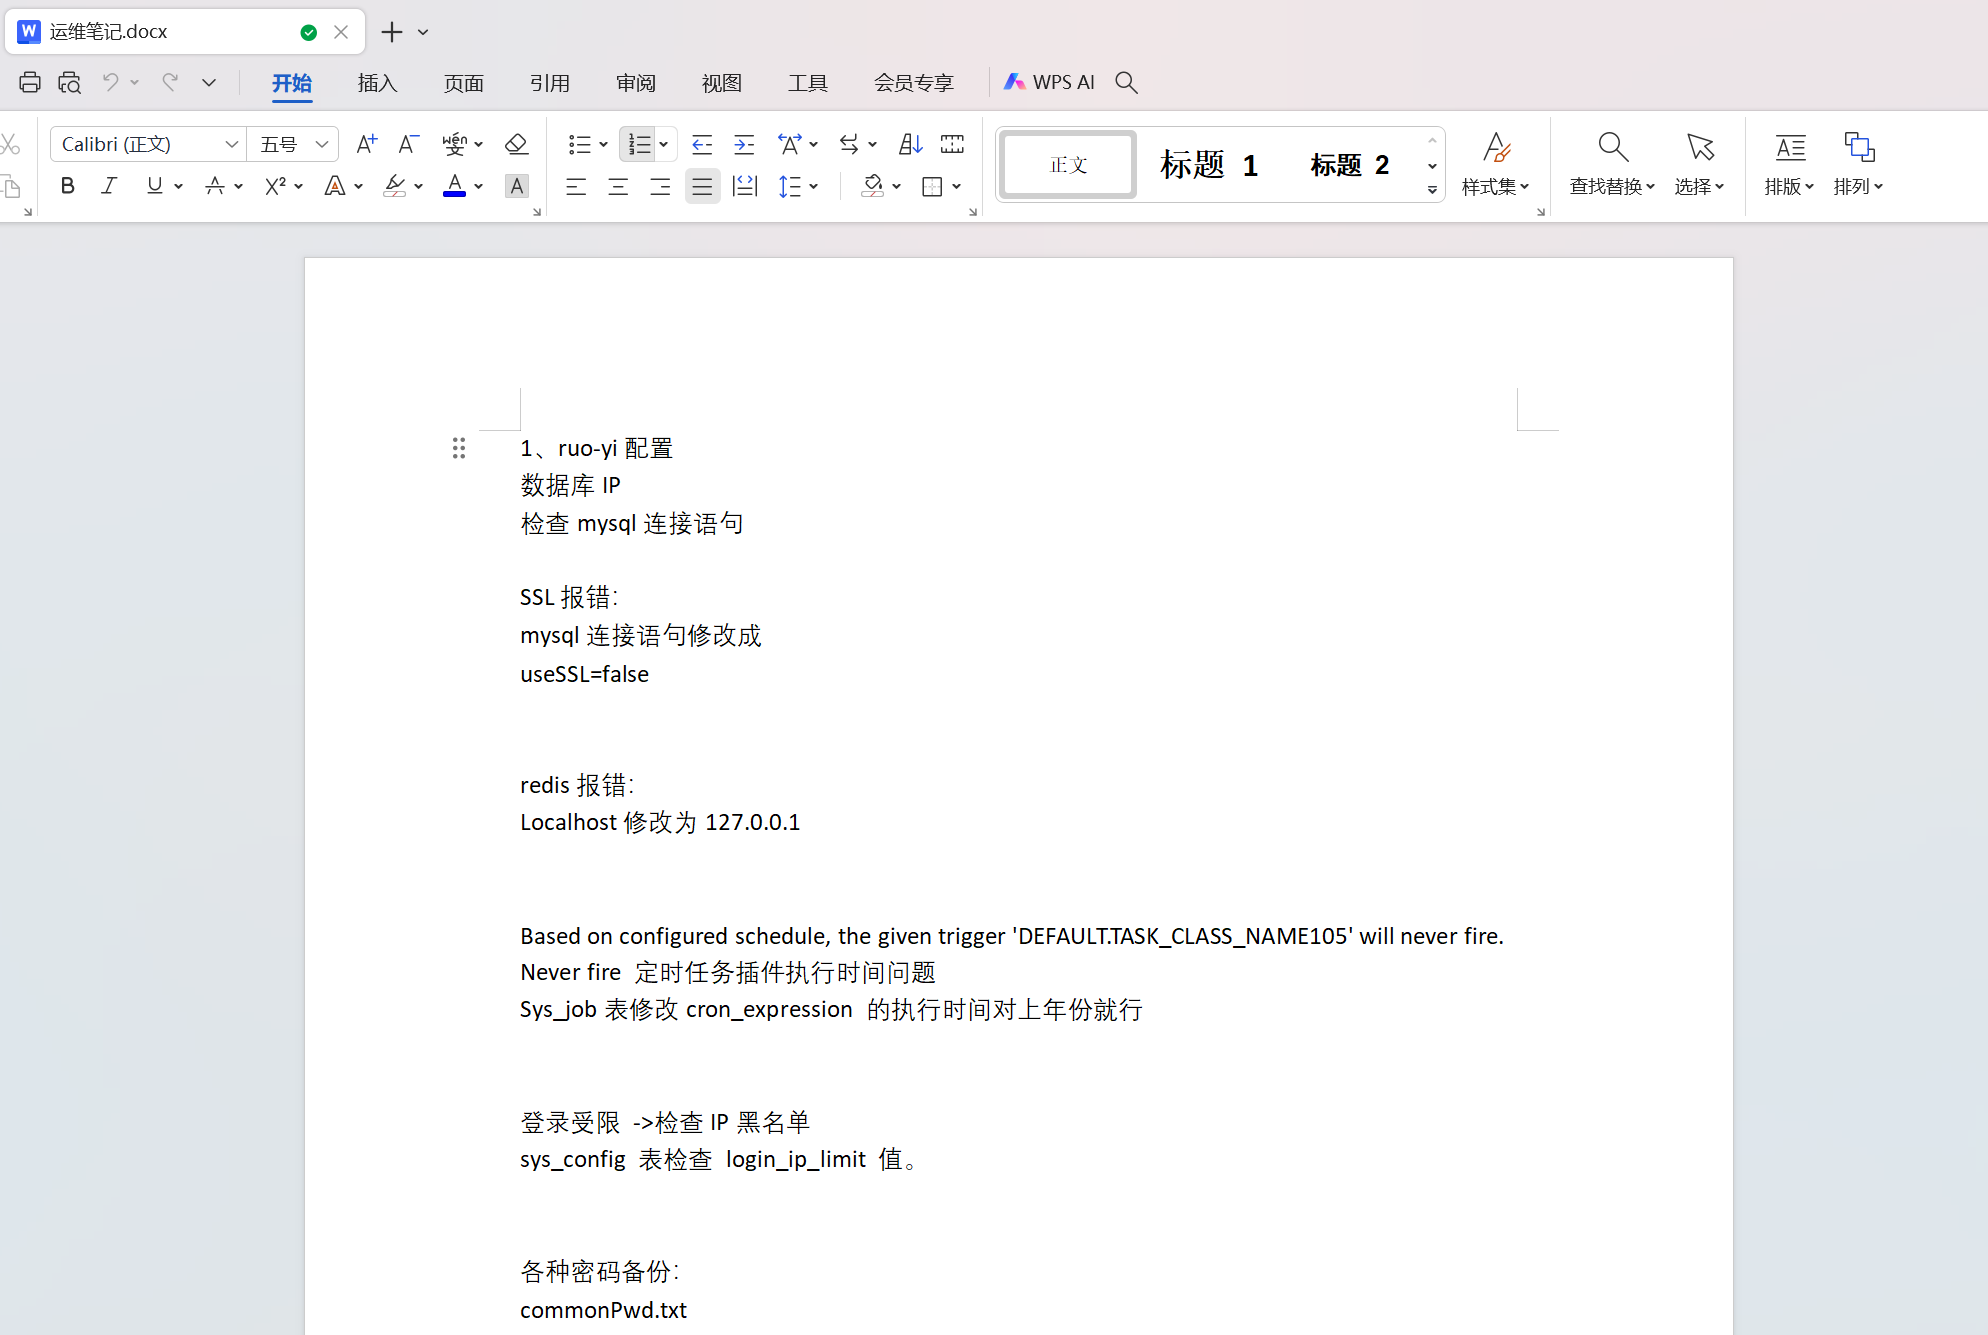 运维笔记.docx
开始 插入 页面 引用 审阅 视图 工具 会员专享 WPS AI
Calibri (正文) 五号
正文 标题 1 标题 2
样式集 查找替换 选择 排版 排列
1、ruo-yi 配置
数据库 IP
检查 mysql 连接语句
SSL 报错：
mysql 连接语句修改成
useSSL=false
redis 报错：
Localhost 修改为 127.0.0.1
Based on configured schedule, the given trigger 'DEFAULT.TASK_CLASS_NAME105' will never fire.
Never fire 定时任务插件执行时间问题
Sys_job 表修改 cron_expression 的执行时间对上年份就行
登录受限 ->检查 IP 黑名单
sys_config 表检查 login_ip_limit 值。
各种密码备份：
commonPwd.txt